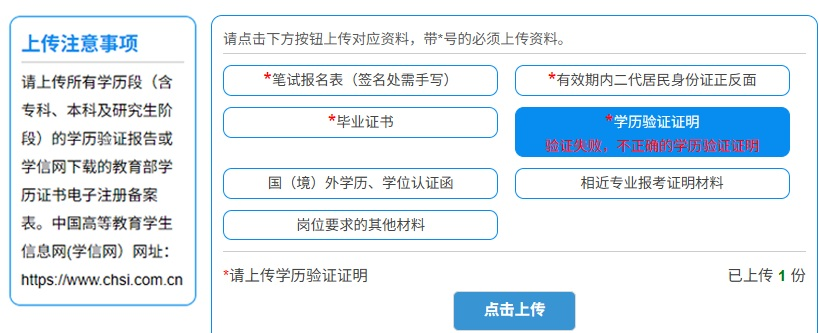 上传注意事项
请上传所有学历段（含
专科、本科及研究生阶
段）的学历验证报告或
学信网下载的教育部学
历证书电子注册备案
表。中国高等教育学生
信息网(学信网）网址：
https://www.chsi.com.cn
请点击下方按钮上传对应资料，带*号的必须上传资料。
*笔试报名表（签名处需手写）
*有效期内二代居民身份证正反面
*毕业证书
*学历验证证明
验证失败，不正确的学历验证证明
国（境）外学历、学位认证函
相近专业报考证明材料
岗位要求的其他材料
*请上传学历验证证明
已上传 1 份
点击上传